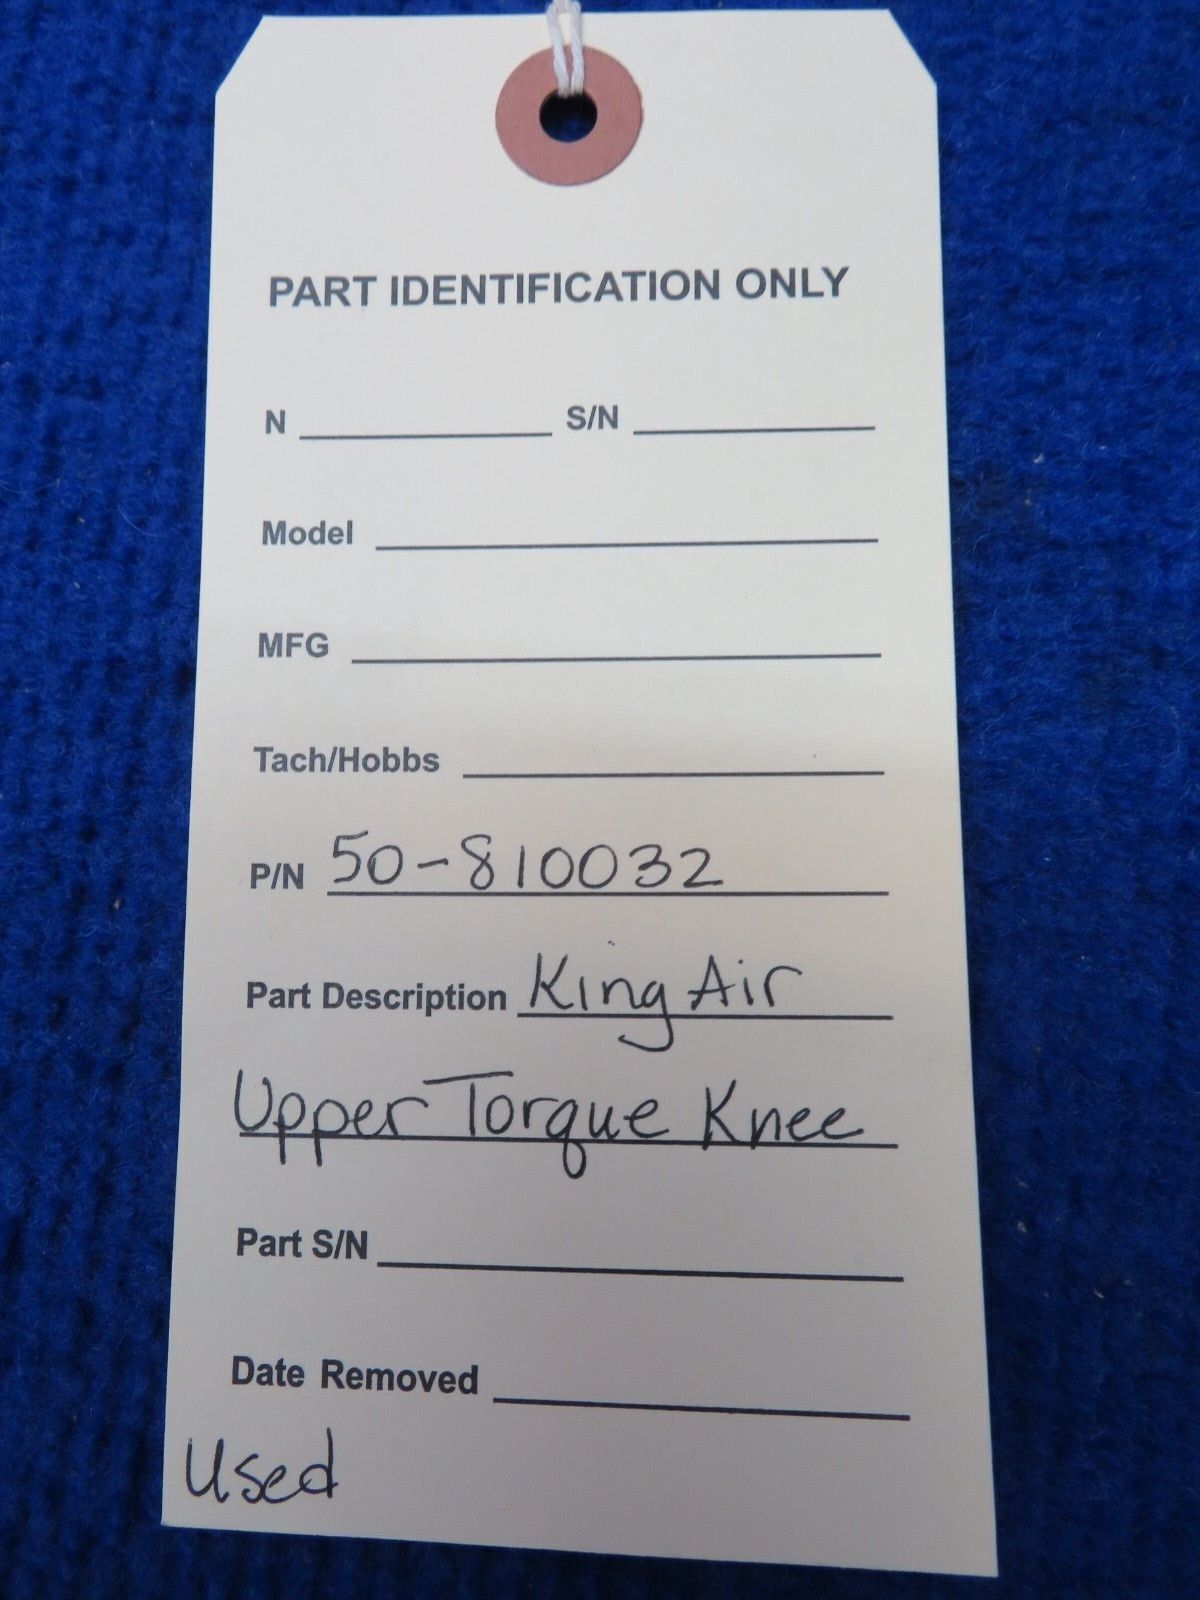 PART IDENTIFICATION ONLY
N S/N
Model
MFG
Tach/Hobbs
P/N 50-810032
Part Description King Air
Upper Torque Knee
Part S/N
Date Removed
Used